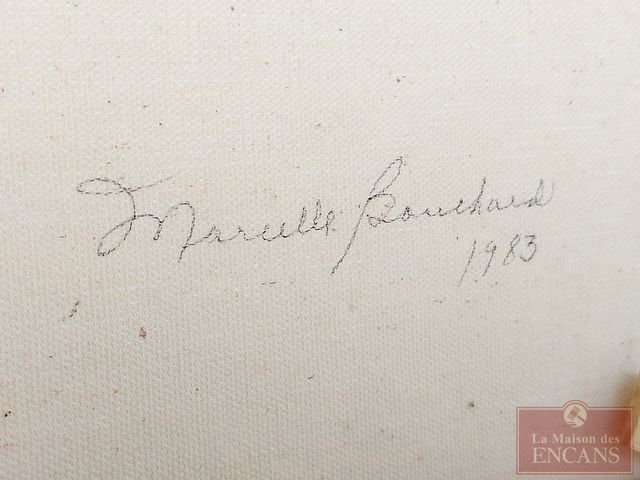 Marcelle Bouchard
1983
La Maison des
ENCANS